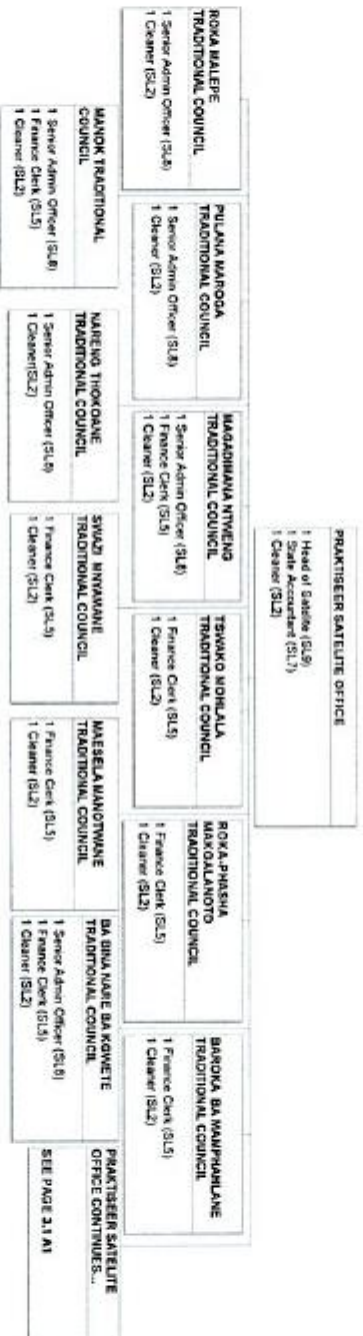 PRAKTISEER SATELITE OFFICE
1 Head of Satelite (SL9)
1 State Accountant (SL7)
1 Cleaner (SL2)
ROKA MALEPE
TRADITIONAL COUNCIL
1 Senior Admin Officer (SL8)
1 Cleaner (SL2)
PULANA MAROGA
TRADITIONAL COUNCIL
1 Senior Admin Officer (SL8)
1 Cleaner (SL2)
MAGADIMANA NTWENG
TRADITIONAL COUNCIL
1 Senior Admin Officer (SL8)
1 Finance Clerk (SL5)
1 Cleaner (SL2)
TSWAKO MOHLALA
TRADITIONAL COUNCIL
1 Finance Clerk (SL5)
1 Cleaner (SL2)
ROKA-PHASHA
MAKGALANOTO
TRADITIONAL COUNCIL
1 Finance Clerk (SL5)
1 Cleaner (SL2)
BAROKA BA MAMPHAHLANE
TRADITIONAL COUNCIL
1 Finance Clerk (SL5)
1 Cleaner (SL2)
MANOK TRADITIONAL
COUNCIL
1 Senior Admin Officer (SL8)
1 Finance Clerk (SL5)
1 Cleaner (SL2)
NARENG THOKOANE
TRADITIONAL COUNCIL
1 Senior Admin Officer (SL8)
1 Cleaner(SL2)
SWAZI MNYAMANE
TRADITIONAL COUNCIL
1 Finance Clerk (SL5)
1 Cleaner (SL2)
MAESELA MANOTWANE
TRADITIONAL COUNCIL
1 Finance Clerk (SL5)
1 Cleaner (SL2)
BA BINA NARE BA KGWETE
TRADITIONAL COUNCIL
1 Senior Admin Officer (SL8)
1 Finance Clerk (SL5)
1 Cleaner (SL2)
PRAKTISEER SATELITE
OFFICE CONTINUES...
SEE PAGE 3.1 A1